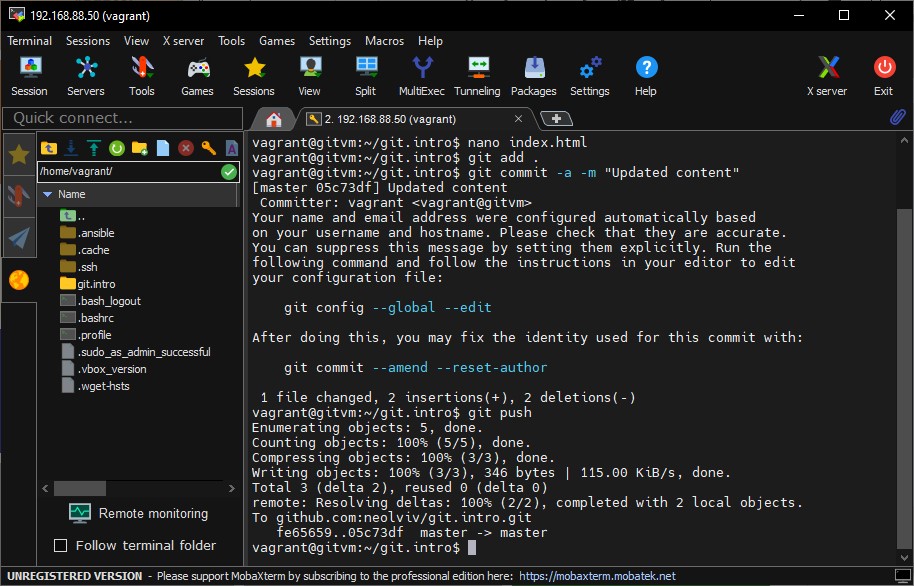 192.168.88.50 (vagrant)
Terminal Sessions View X server Tools Games Settings Macros Help
Session Servers Tools Games Sessions View Split MultiExec Tunneling Packages Settings Help X server Exit
Quick connect...
2. 192.168.88.50 (vagrant)
/home/vagrant/
Name
..
.ansible
.cache
.ssh
git.intro
.bash_logout
.bashrc
.profile
.sudo_as_admin_successful
.vbox_version
.wget-hsts
Remote monitoring
Follow terminal folder
vagrant@gitvm:~/git.intro$ nano index.html
vagrant@gitvm:~/git.intro$ git add .
vagrant@gitvm:~/git.intro$ git commit -a -m "Updated content"
[master 05c73df] Updated content
Committer: vagrant <vagrant@gitvm>
Your name and email address were configured automatically based
on your username and hostname. Please check that they are accurate.
You can suppress this message by setting them explicitly. Run the
following command and follow the instructions in your editor to edit
your configuration file:
git config --global --edit
After doing this, you may fix the identity used for this commit with:
git commit --amend --reset-author
1 file changed, 2 insertions(+), 2 deletions(-)
vagrant@gitvm:~/git.intro$ git push
Enumerating objects: 5, done.
Counting objects: 100% (5/5), done.
Compressing objects: 100% (3/3), done.
Writing objects: 100% (3/3), 346 bytes | 115.00 KiB/s, done.
Total 3 (delta 2), reused 0 (delta 0)
remote: Resolving deltas: 100% (2/2), completed with 2 local objects.
To github.com:neolviv/git.intro.git
fe65659..05c73df master -> master
vagrant@gitvm:~/git.intro$
UNREGISTERED VERSION - Please support MobaXterm by subscribing to the professional edition here: https://mobaxterm.mobatek.net